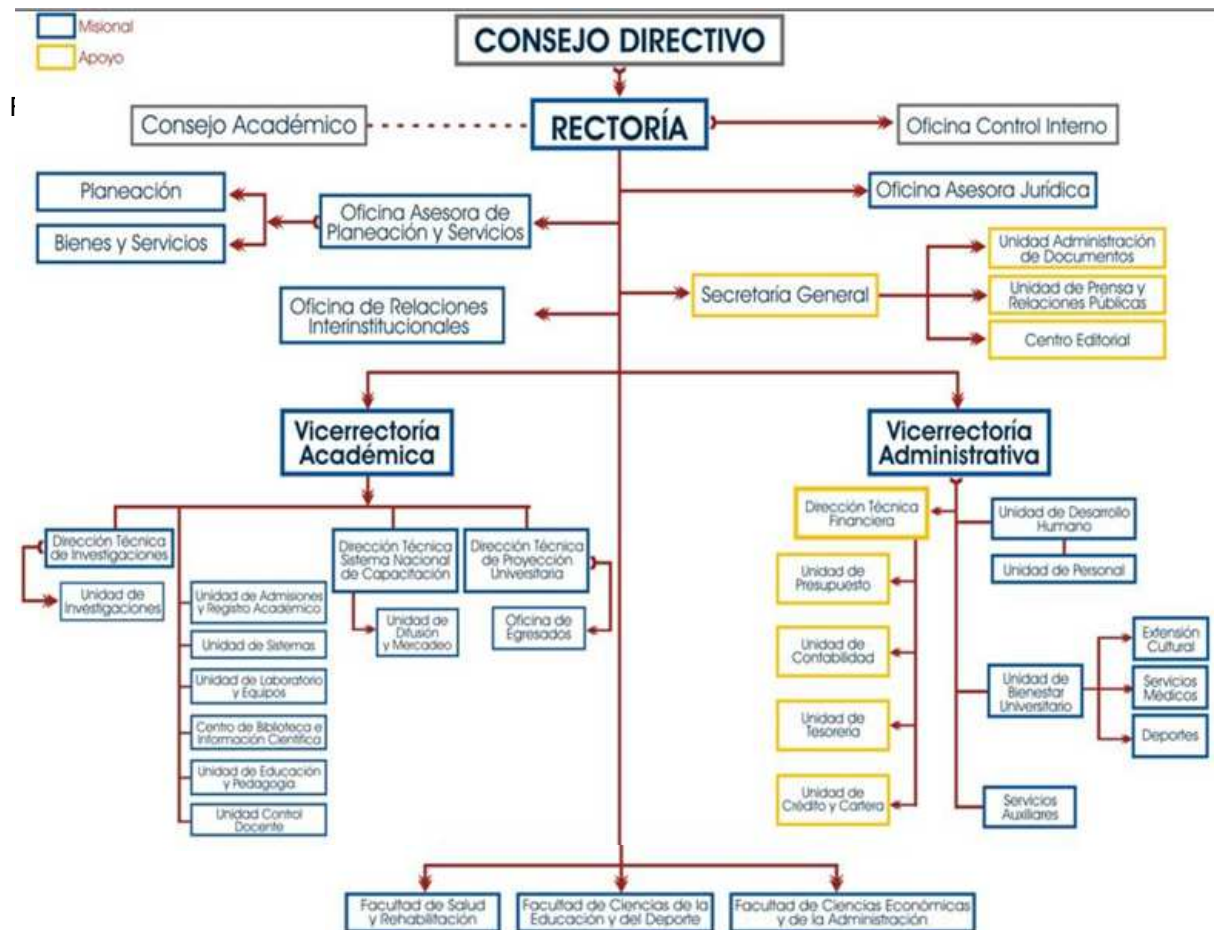 Misional
Apoyo
CONSEJO DIRECTIVO
Consejo Académico
RECTORÍA
Oficina Control Interno
Planeación
Bienes y Servicios
Oficina Asesora de
Planeación y Servicios
Oficina Asesora Jurídica
Oficina de Relaciones
Interinstitucionales
Secretaría General
Unidad Administración
de Documentos
Unidad de Prensa y
Relaciones Públicas
Centro Editorial
Vicerrectoría
Académica
Vicerrectoría
Administrativa
Dirección Técnica
de Investigaciones
Unidad de
Investigaciones
Unidad de Admisiones
y Registro Académico
Unidad de Sistemas
Unidad de Laboratorio
y Equipos
Centro de Biblioteca e
Información Científica
Unidad de Educación
y Pedagogía
Unidad Control
Docente
Dirección Técnica
Sistema Nacional
de Capacitación
Unidad de
Difusión
y Mercadeo
Dirección Técnica
de Proyección
Universitaria
Oficina de
Egresados
Dirección Técnica
Financiera
Unidad de
Presupuesto
Unidad de
Contabilidad
Unidad de
Tesorería
Unidad de
Crédito y Cartera
Unidad de Desarrollo
Humano
Unidad de Personal
Unidad de
Bienestar
Universitario
Extensión
Cultural
Servicios
Médicos
Deportes
Servicios
Auxiliares
Facultad de Salud
y Rehabilitación
Facultad de Ciencias de la
Educación y del Deporte
Facultad de Ciencias Económicas
y de la Administración